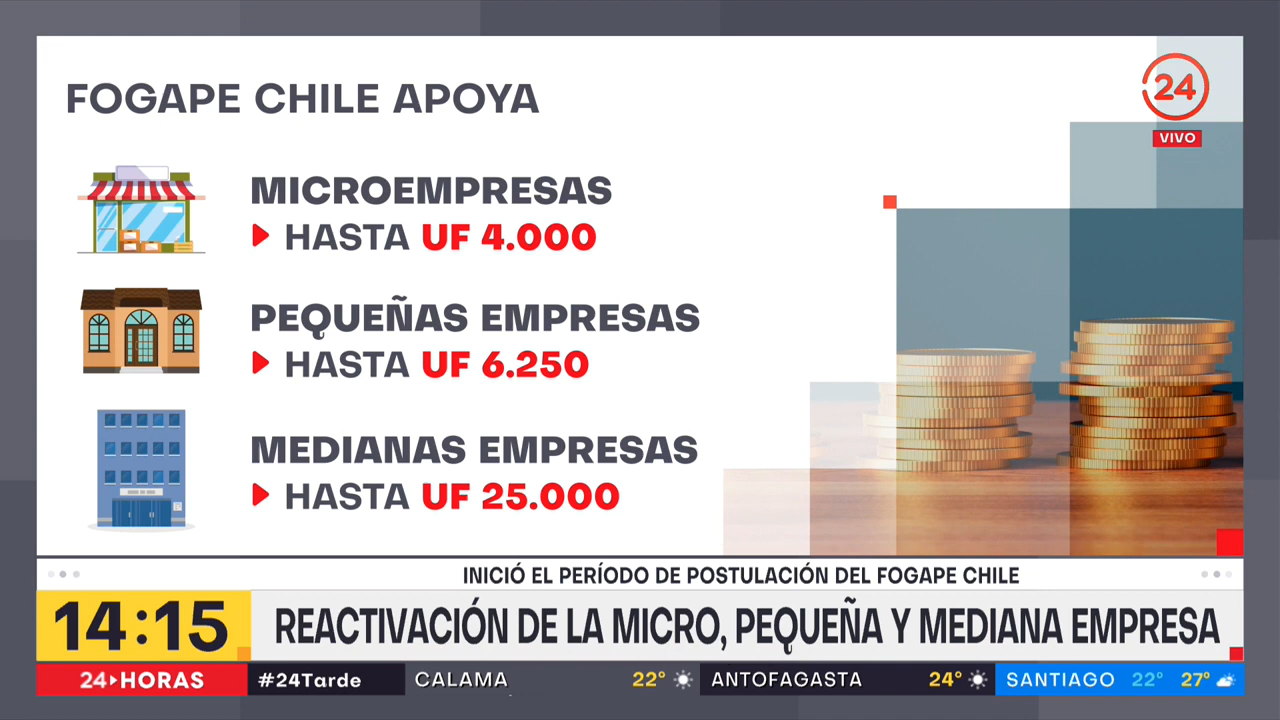 FOGAPE CHILE APOYA
24
VIVO
MICROEMPRESAS
HASTA UF 4.000
PEQUEÑAS EMPRESAS
HASTA UF 6.250
MEDIANAS EMPRESAS
HASTA UF 25.000
INICIÓ EL PERÍODO DE POSTULACIÓN DEL FOGAPE CHILE
14:15
REACTIVACIÓN DE LA MICRO, PEQUEÑA Y MEDIANA EMPRESA
24 HORAS #24Tarde CALAMA 22° ANTOFAGASTA 24° SANTIAGO 22° 27°